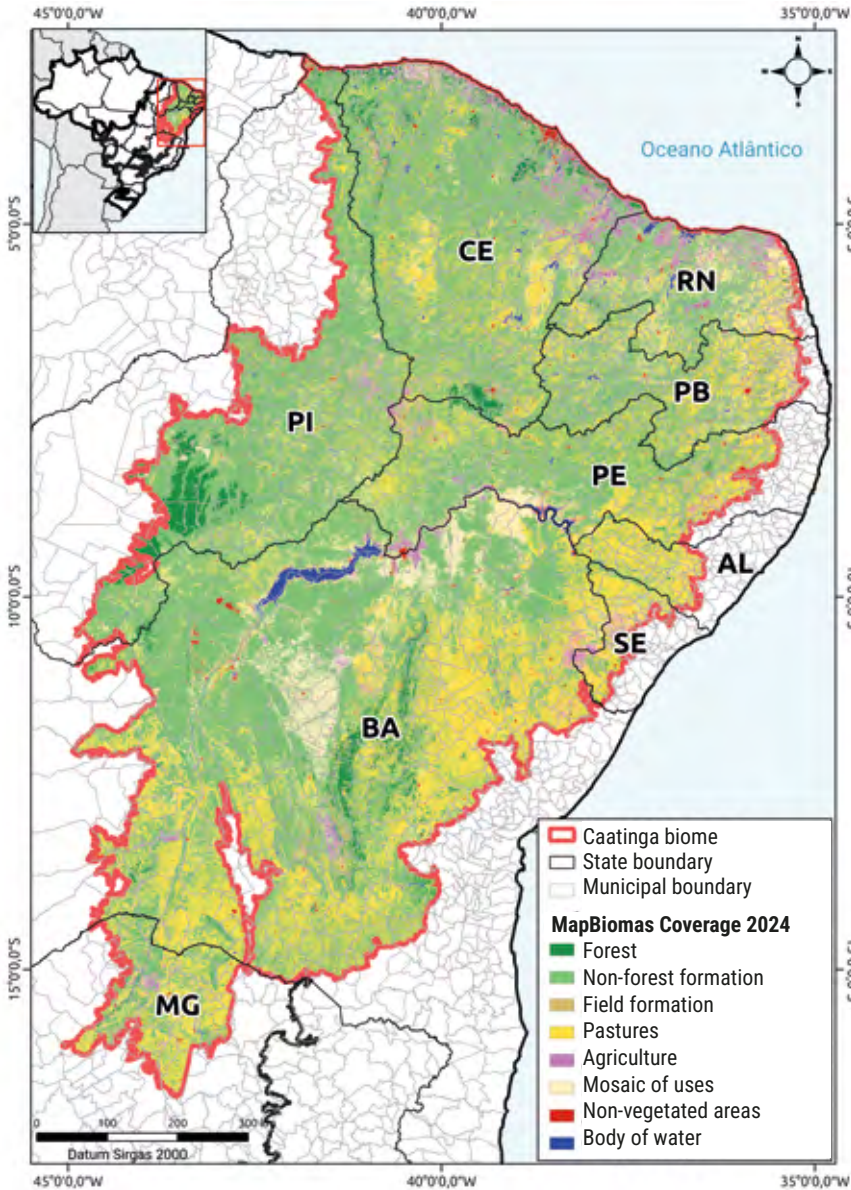 45°0'0,0"W 40°0'0,0"W 35°0'0,0"W
Oceano Atlântico
5°0'0,0"S
CE
RN
PB
PI
PE
AL
10°0'0,0"S
SE
BA
Caatinga biome
State boundary
Municipal boundary
MapBiomas Coverage 2024
Forest
Non-forest formation
Field formation
Pastures
Agriculture
Mosaic of uses
Non-vegetated areas
Body of water
15°0'0,0"S
MG
0 100 200 300
Datum Sirgas 2000
45°0'0,0"W 40°0'0,0"W 35°0'0,0"W